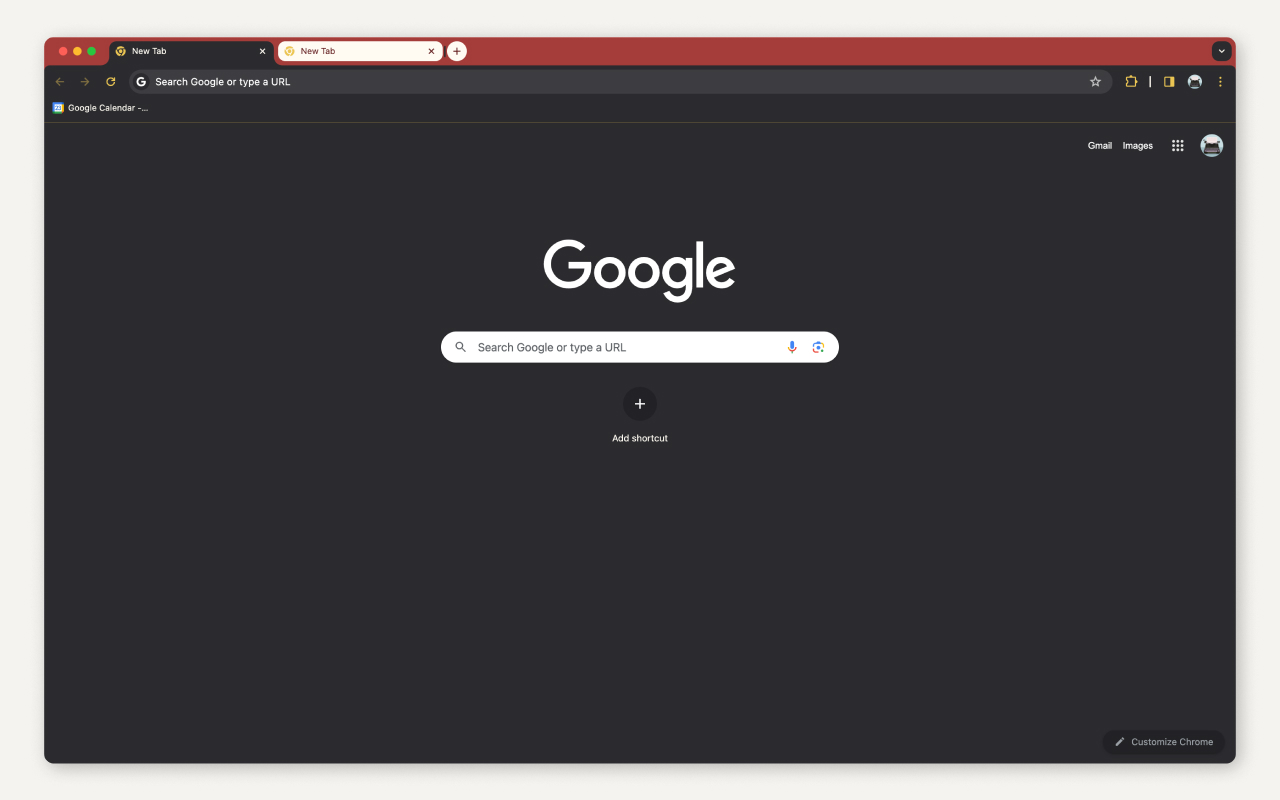 New Tab
New Tab
Search Google or type a URL
Google Calendar -...
Gmail Images
Google
Search Google or type a URL
Add shortcut
Customize Chrome